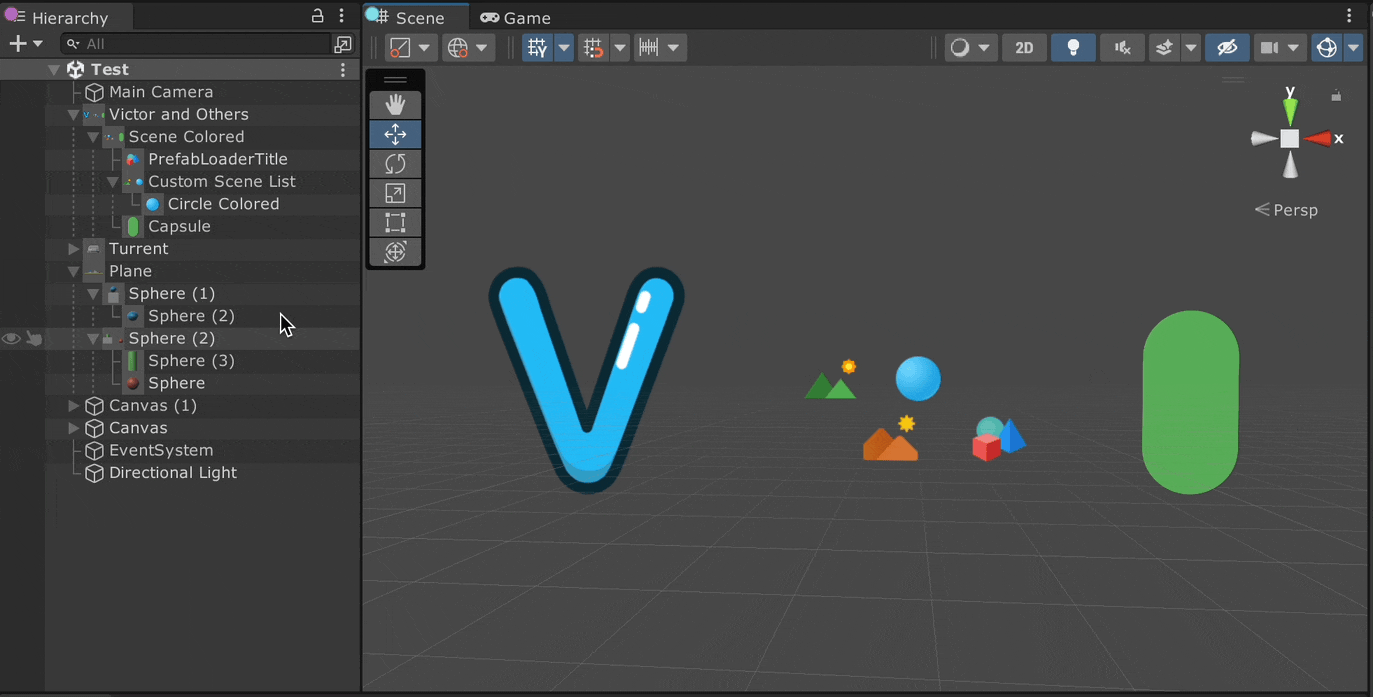 Hierarchy
All
Test
Main Camera
Victor and Others
Scene Colored
PrefabLoaderTitle
Custom Scene List
Circle Colored
Capsule
Turrent
Plane
Sphere (1)
Sphere (2)
Sphere (2)
Sphere (3)
Sphere
Canvas (1)
Canvas
EventSystem
Directional Light
Scene Game
2D
y
x
Persp
V